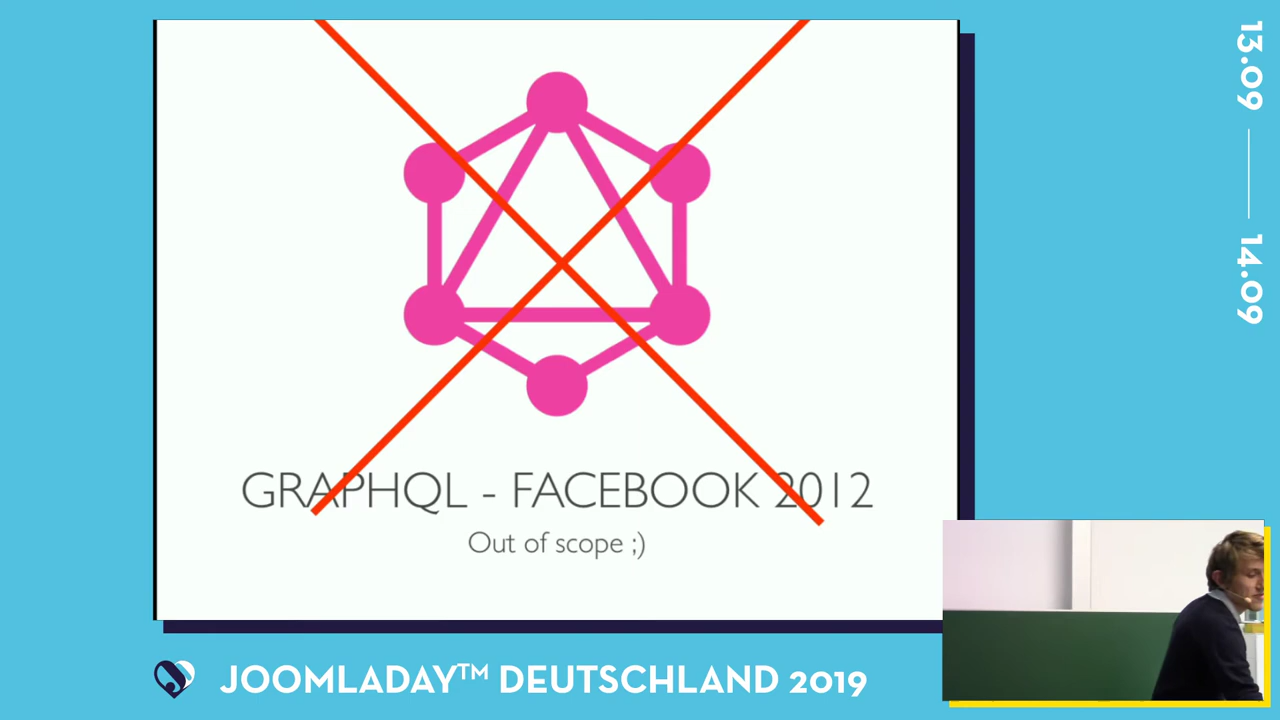 GRAPHQL - FACEBOOK 2012
Out of scope ;)
13.09
14.09
JOOMLADAY™ DEUTSCHLAND 2019